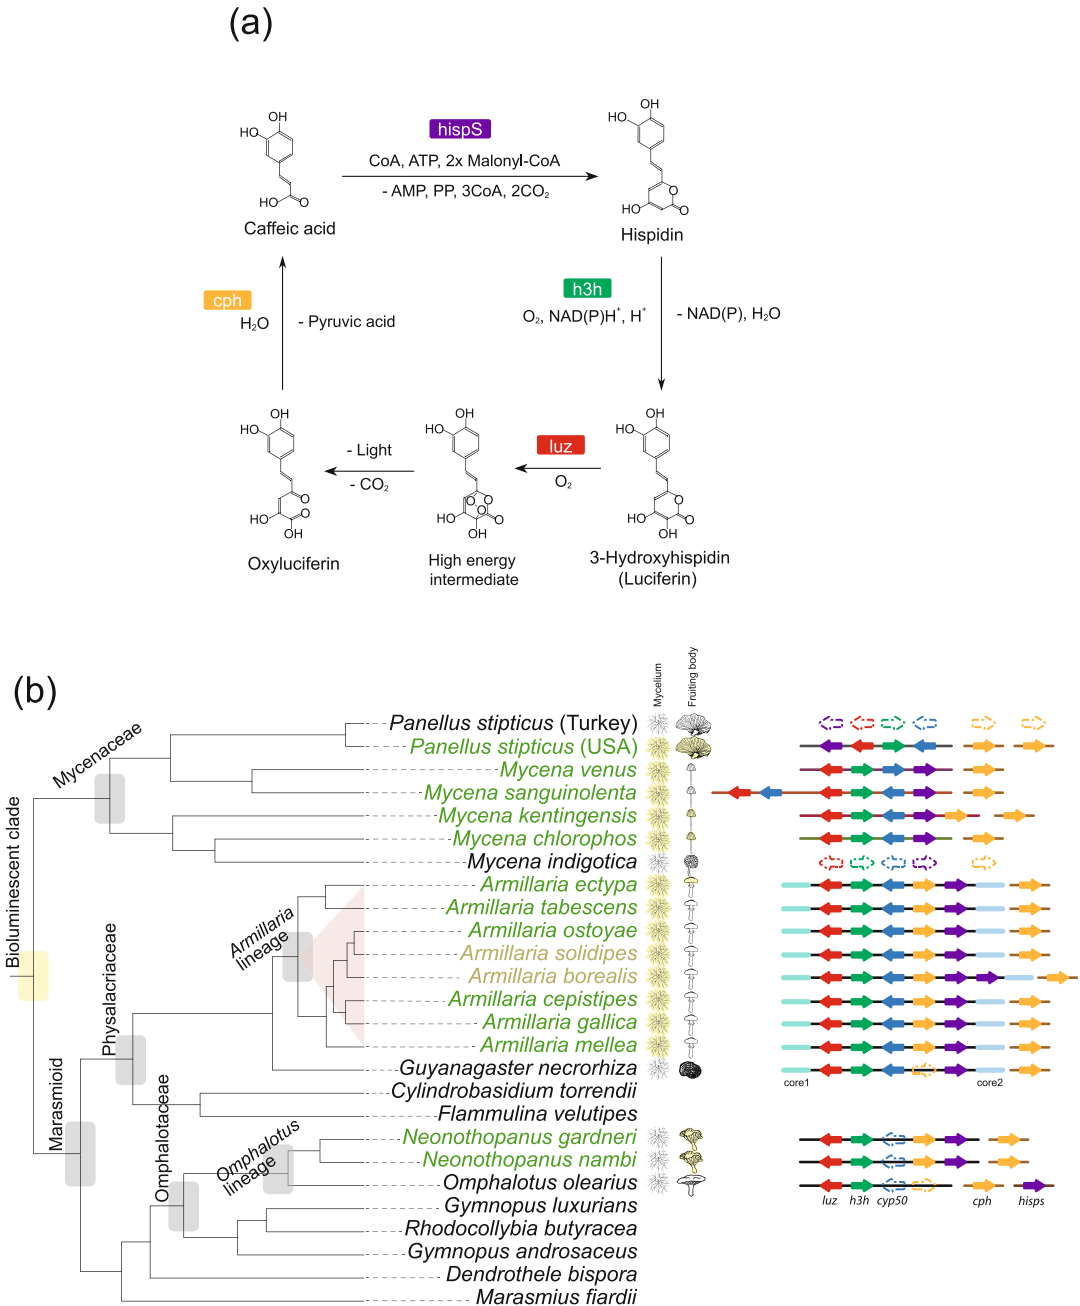 (a)
OH
HO
HO
O
Caffeic acid
hispS
CoA, ATP, 2x Malonyl-CoA
- AMP, PP, 3CoA, 2CO₂
OH
HO
O
HO
O
Hispidin
cph
H₂O
- Pyruvic acid
h3h
O₂, NAD(P)H⁺, H⁺
- NAD(P), H₂O
OH
HO
O
HO
O
OH
Oxyluciferin
- Light
- CO₂
OH
HO
O
O
O
O
HO
OH
High energy
intermediate
luz
O₂
OH
HO
O
HO
O
OH
3-Hydroxyhispidin
(Luciferin)
(b)
Mycelium
Fruiting body
Bioluminescent clade
Mycenaceae
Marasmioid
Physalacriaceae
Omphalotaceae
Armillaria
lineage
Omphalotus
lineage
Panellus stipticus (Turkey)
Panellus stipticus (USA)
Mycena venus
Mycena sanguinolenta
Mycena kentingensis
Mycena chlorophos
Mycena indigotica
Armillaria ectypa
Armillaria tabescens
Armillaria ostoyae
Armillaria solidipes
Armillaria borealis
Armillaria cepistipes
Armillaria gallica
Armillaria mellea
Guyanagaster necrorhiza
core1
core2
Cylindrobasidium torrendii
Flammulina velutipes
Neonothopanus gardneri
Neonothopanus nambi
Omphalotus olearius
luz h3h cyp50 cph hisps
Gymnopus luxurians
Rhodocollybia butyracea
Gymnopus androsaceus
Dendrothele bispora
Marasmius fiardii